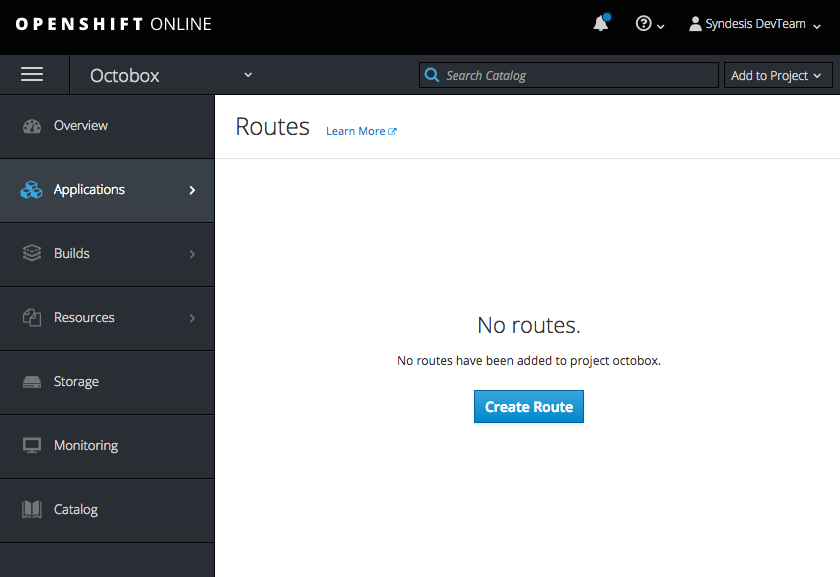 OPENSHIFT ONLINE
Syndesis DevTeam
Octobox
Search Catalog
Add to Project
Overview
Applications
Builds
Resources
Storage
Monitoring
Catalog
Routes Learn More
No routes.
No routes have been added to project octobox.
Create Route